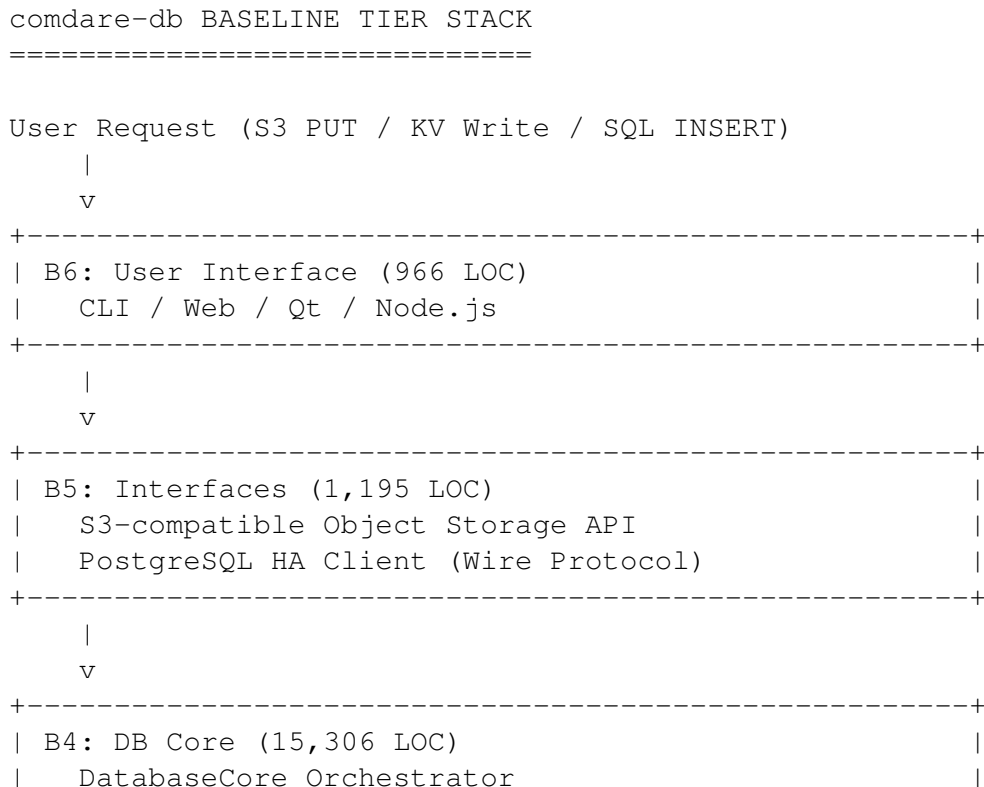 comdare-db BASELINE TIER STACK
==============================
User Request (S3 PUT / KV Write / SQL INSERT)
    |
    v
+------------------------------------------------------+
| B6: User Interface (966 LOC)                         |
|   CLI / Web / Qt / Node.js                           |
+------------------------------------------------------+
    |
    v
+------------------------------------------------------+
| B5: Interfaces (1,195 LOC)                           |
|   S3-compatible Object Storage API                   |
|   PostgreSQL HA Client (Wire Protocol)               |
+------------------------------------------------------+
    |
    v
+------------------------------------------------------+
| B4: DB Core (15,306 LOC)                             |
|   DatabaseCore Orchestrator                          |